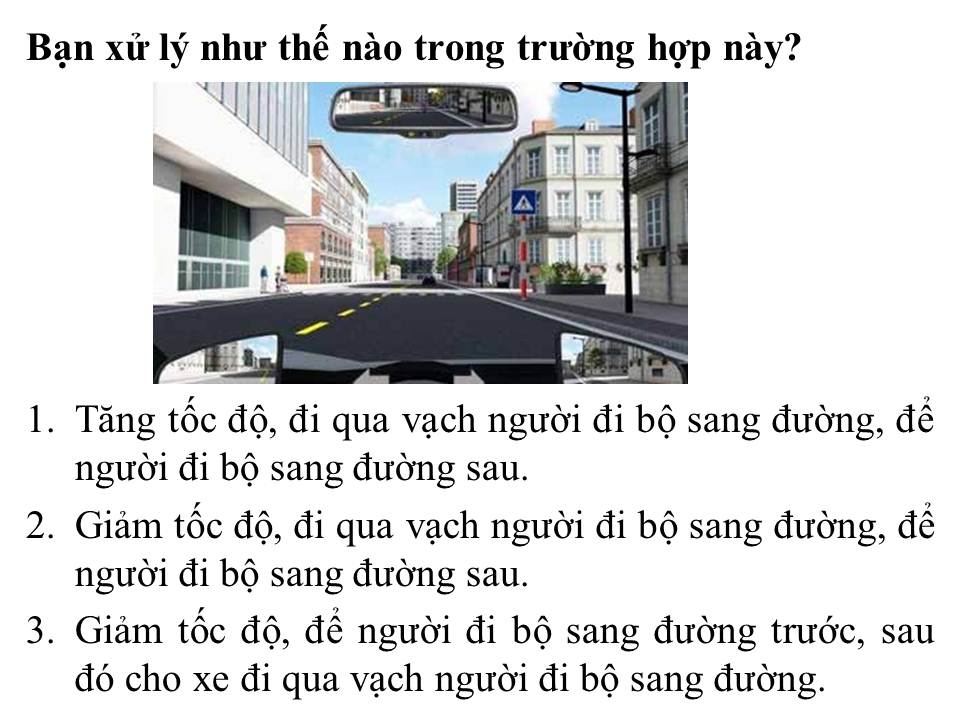 Bạn xử lý như thế nào trong trường hợp này?
1. Tăng tốc độ, đi qua vạch người đi bộ sang đường, để
người đi bộ sang đường sau.
2. Giảm tốc độ, đi qua vạch người đi bộ sang đường, để
người đi bộ sang đường sau.
3. Giảm tốc độ, để người đi bộ sang đường trước, sau
đó cho xe đi qua vạch người đi bộ sang đường.